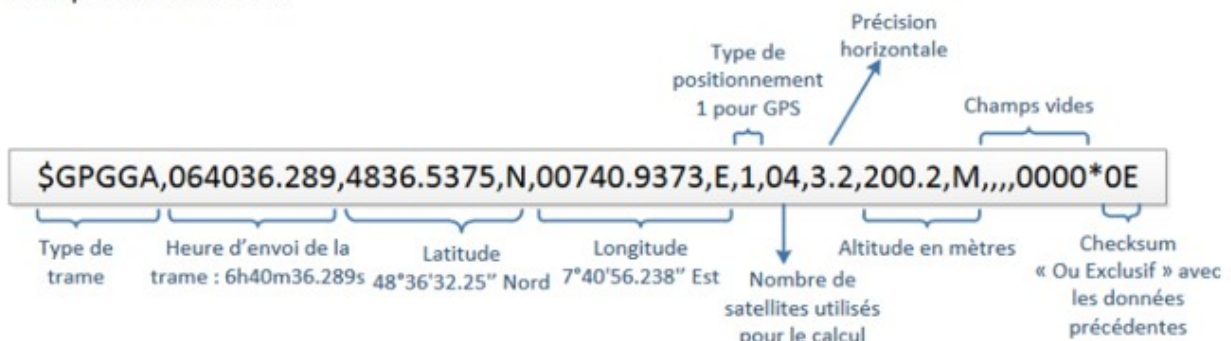 Précision
horizontale
Type de
positionnement
1 pour GPS
Champs vides
$GPGGA,064036.289,4836.5375,N,00740.9373,E,1,04,3.2,200.2,M,,,,0000*0E
Type de
trame
Heure d'envoi de la
trame : 6h40m36.289s
Latitude
48°36'32.25'' Nord
Longitude
7°40'56.238'' Est
Nombre de
satellites utilisés
pour le calcul
Altitude en mètres
Checksum
« Ou Exclusif » avec
les données
précédentes